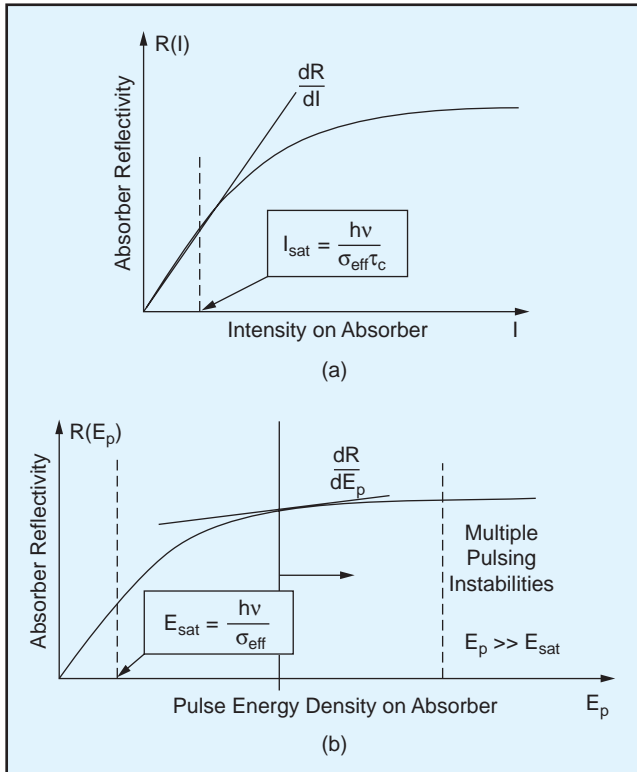 R(I)
dR
dI
Absorber Reflectivity
I_sat = hν / σ_eff τ_c
Intensity on Absorber
I
(a)
R(E_p)
dR
dE_p
Multiple
Pulsing
Instabilities
Absorber Reflectivity
E_sat = hν / σ_eff
E_p >> E_sat
Pulse Energy Density on Absorber
E_p
(b)